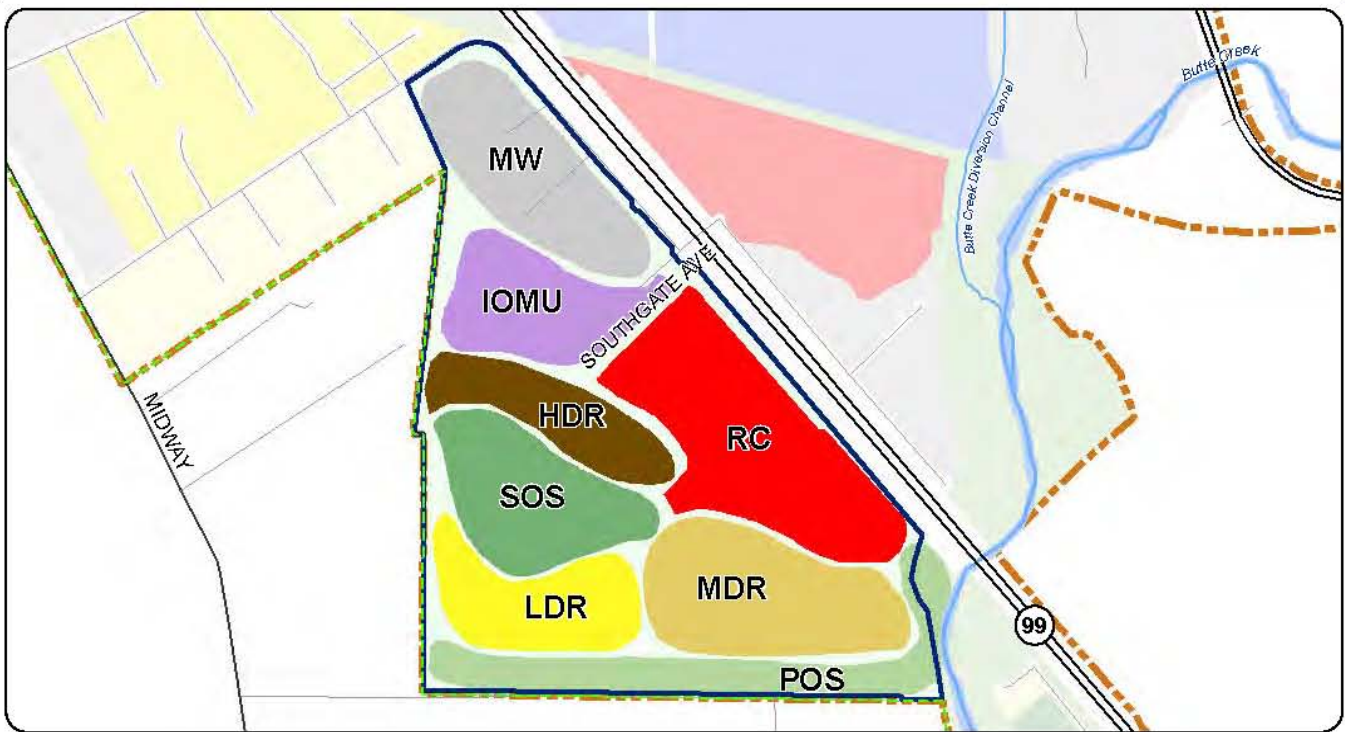 Butte Creek
Butte Creek Diversion Channel
MW
IOMU
SOUTHGATE AVE
HDR
RC
MIDWAY
SOS
MDR
LDR
99
POS